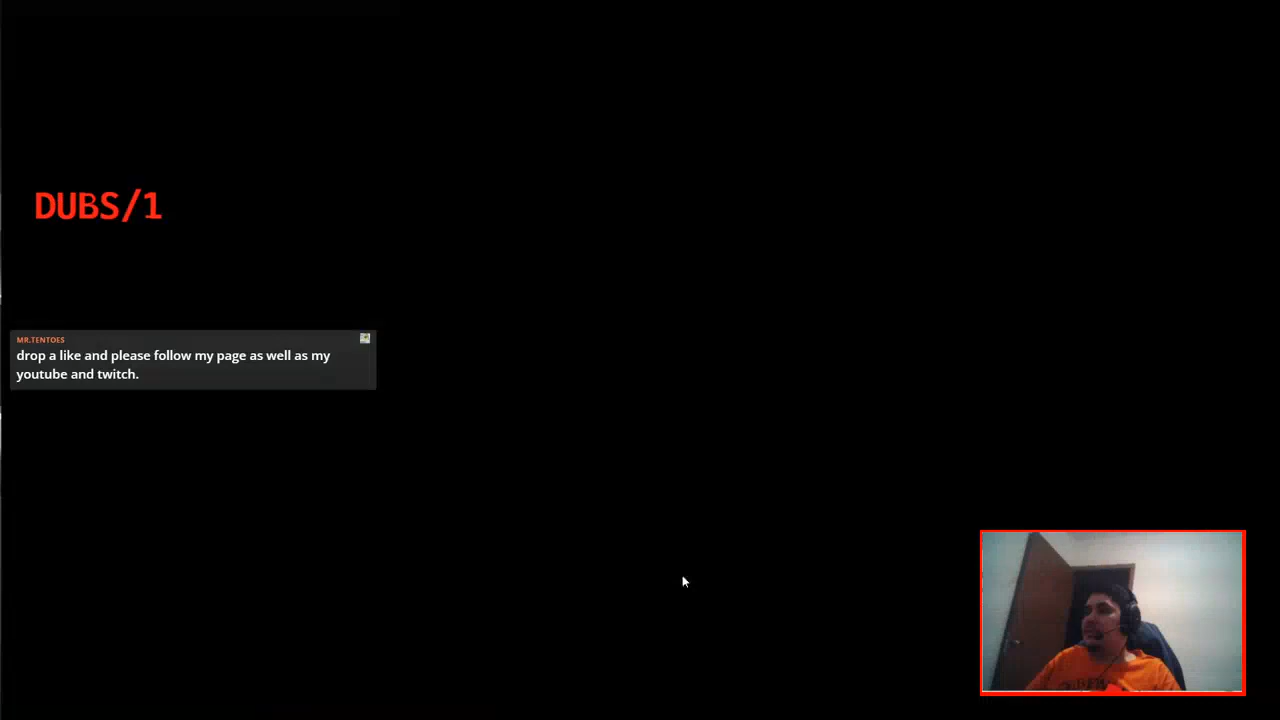 DUBS/1
MR.TENTOES
drop a like and please follow my page as well as my
youtube and twitch.